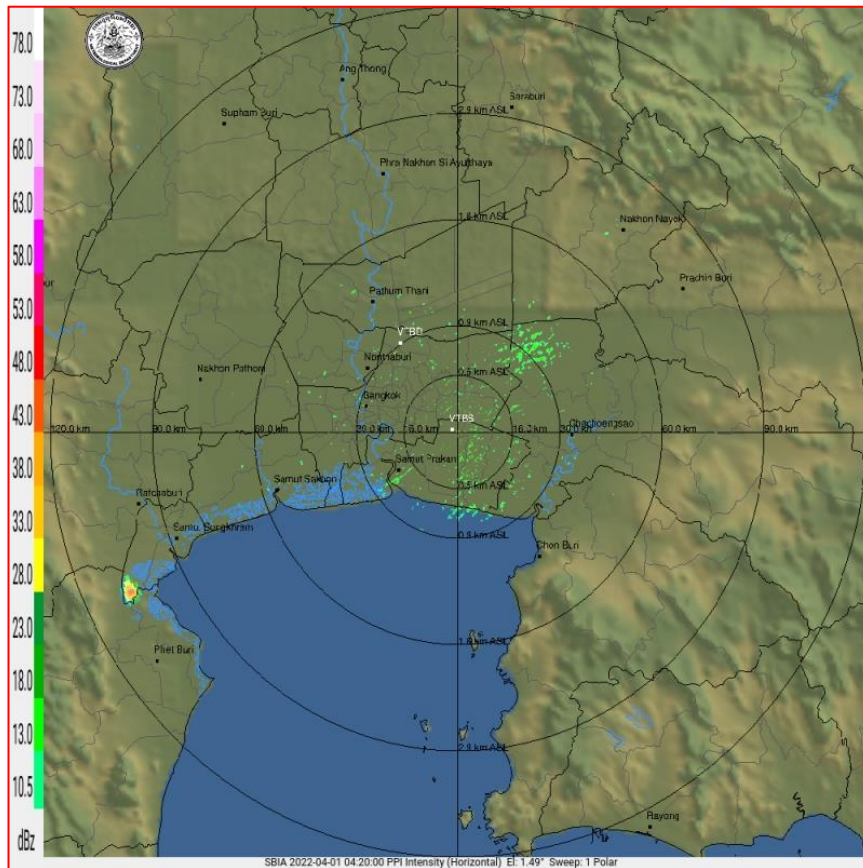 78.0
73.0
68.0
63.0
58.0
53.0
48.0
43.0
38.0
33.0
28.0
23.0
18.0
13.0
10.5
dBz
Ang Thong
Saraburi
2.9 km ASL
Supham Buri
Phra Nakhon Si Ayutthaya
1.6 km ASL
Nakhon Nayok
Prachin Buri
ur
Pathum Thani
0.9 km ASL
VTBD
Nonthaburi
0.5 km ASL
Nakhon Pathom
Bangkok
VTBS
Chachoengsao
120.0 km
90.0 km
60.0 km
30.0 km
16.0 km
16.2 km
30.0 km
60.0 km
90.0 km
Samut Prakan
0.5 km ASL
Samut Sakhon
Ratchaburi
0.9 km ASL
Samut Songkhram
Chon Buri
1.6 km ASL
Phet Buri
2.9 km ASL
Rayong
SBIA 2022-04-01 04:20:00 PPI Intensity (Horizontal) El: 1.49° Sweep: 1 Polar